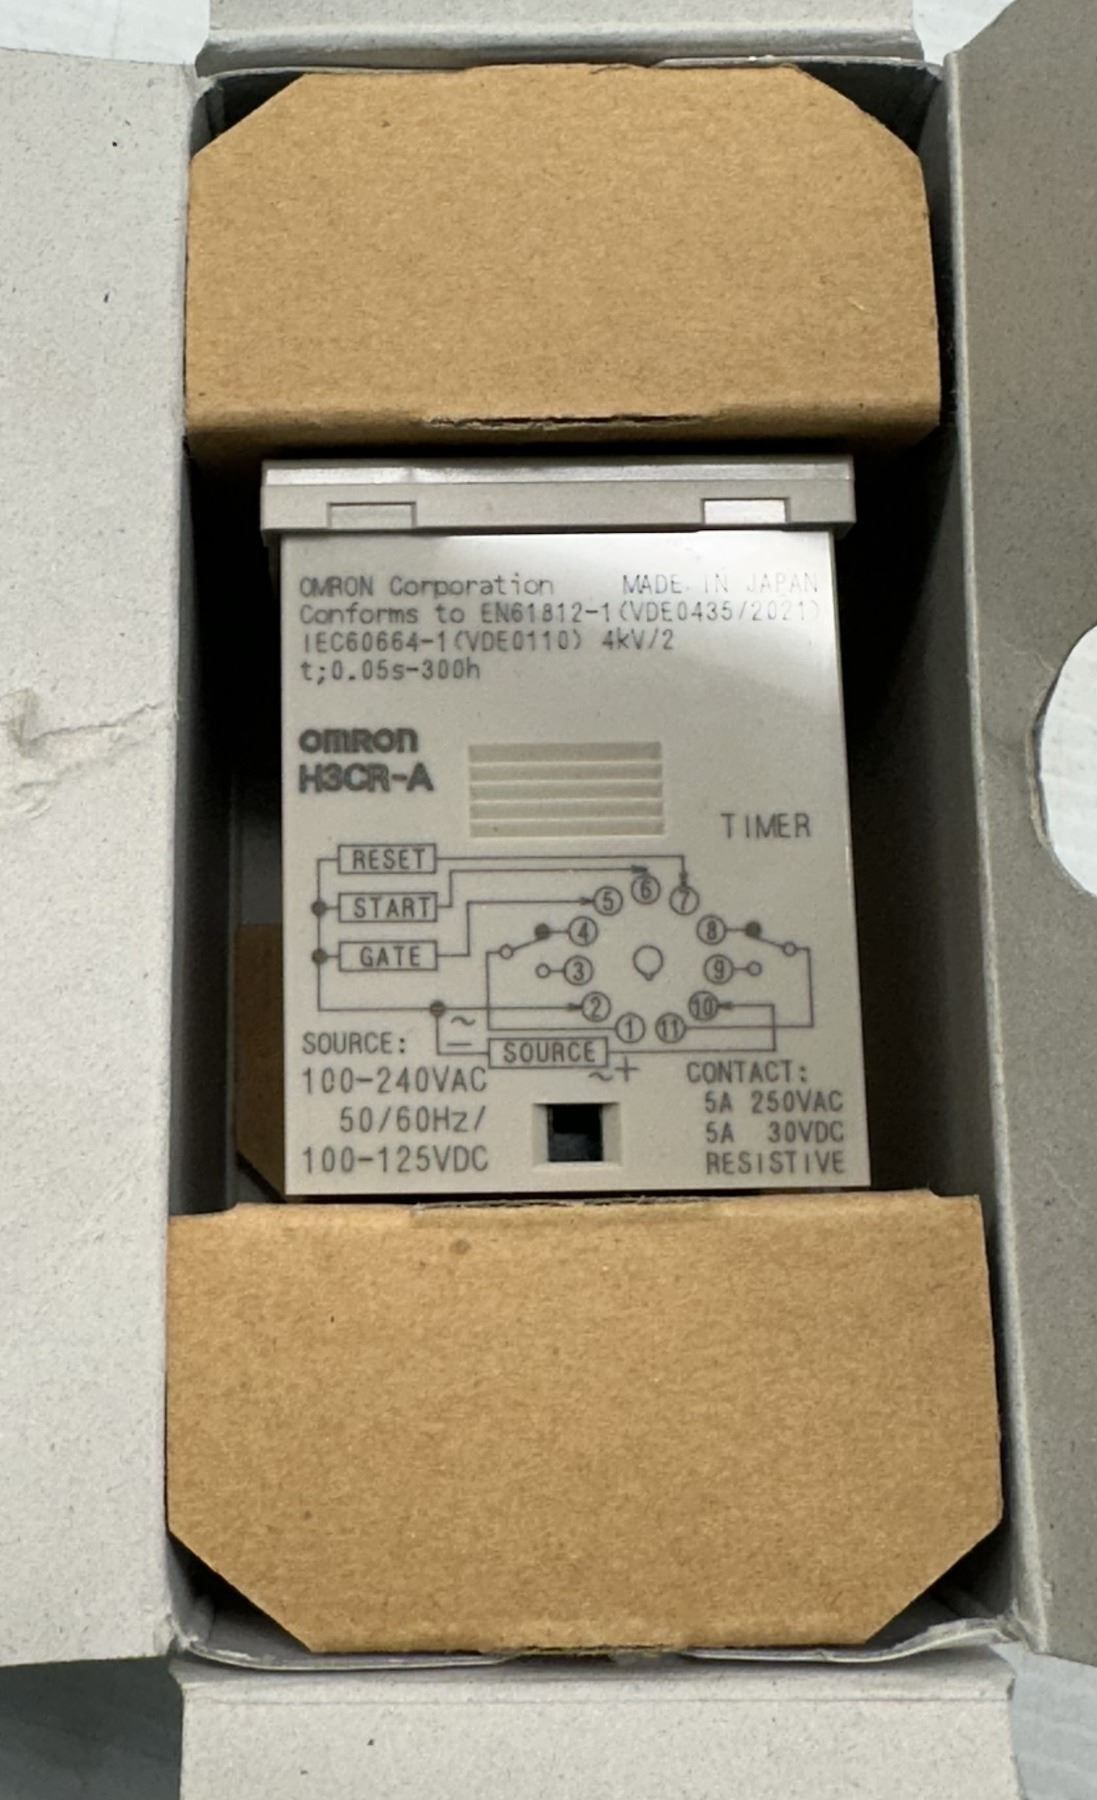 OMRON Corporation MADE IN JAPAN
Conforms to EN61812-1(VDE0435/2021)
IEC60664-1(VDE0110) 4kV/2
t;0.05s-300h
omron
H3CR-A
TIMER
RESET
START
GATE
6
5 7
4 8
3 9
2 10
1 11
~
−
SOURCE
~+
SOURCE:
100-240VAC
50/60Hz/
100-125VDC
CONTACT:
5A 250VAC
5A 30VDC
RESISTIVE